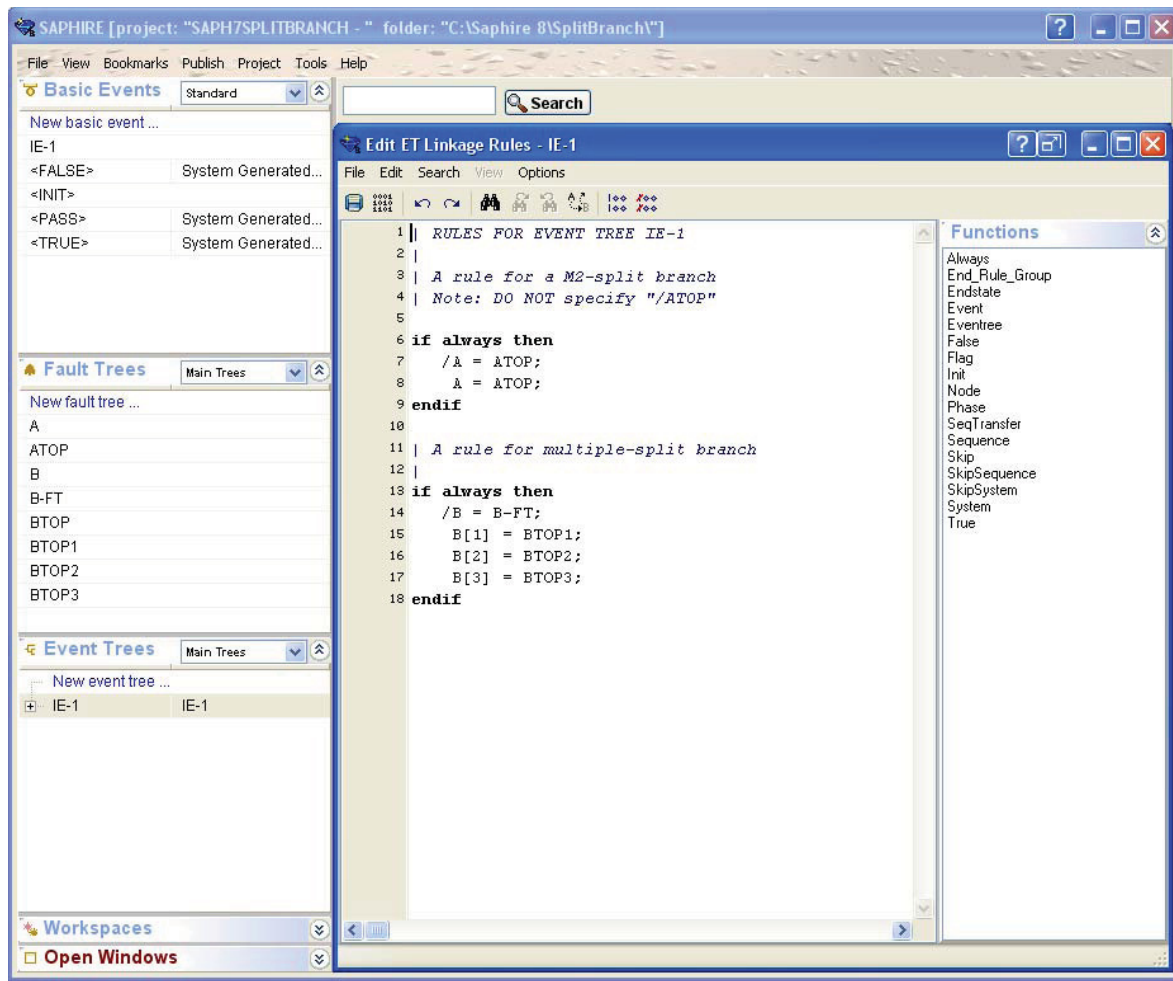 SAPHIRE [project: "SAPH7SPLITBRANCH - " folder: "C:\Saphire 8\SplitBranch\"]
File View Bookmarks Publish Project Tools Help
Basic Events Standard
New basic event ...
IE-1
<FALSE> System Generated...
<INIT>
<PASS> System Generated...
<TRUE> System Generated...
Fault Trees Main Trees
New fault tree ...
A
ATOP
B
B-FT
BTOP
BTOP1
BTOP2
BTOP3
Event Trees Main Trees
New event tree ...
IE-1 IE-1
Workspaces
Open Windows
Search
Edit ET Linkage Rules - IE-1
File Edit Search View Options
1 | RULES FOR EVENT TREE IE-1
2 |
3 | A rule for a M2-split branch
4 | Note: DO NOT specify "/ATOP"
5
6 if always then
7 /A = ATOP;
8 A = ATOP;
9 endif
10
11 | A rule for multiple-split branch
12 |
13 if always then
14 /B = B-FT;
15 B[1] = BTOP1;
16 B[2] = BTOP2;
17 B[3] = BTOP3;
18 endif
Functions
Always
End_Rule_Group
Endstate
Event
Eventree
False
Flag
Init
Node
Phase
SeqTransfer
Sequence
Skip
SkipSequence
SkipSystem
System
True